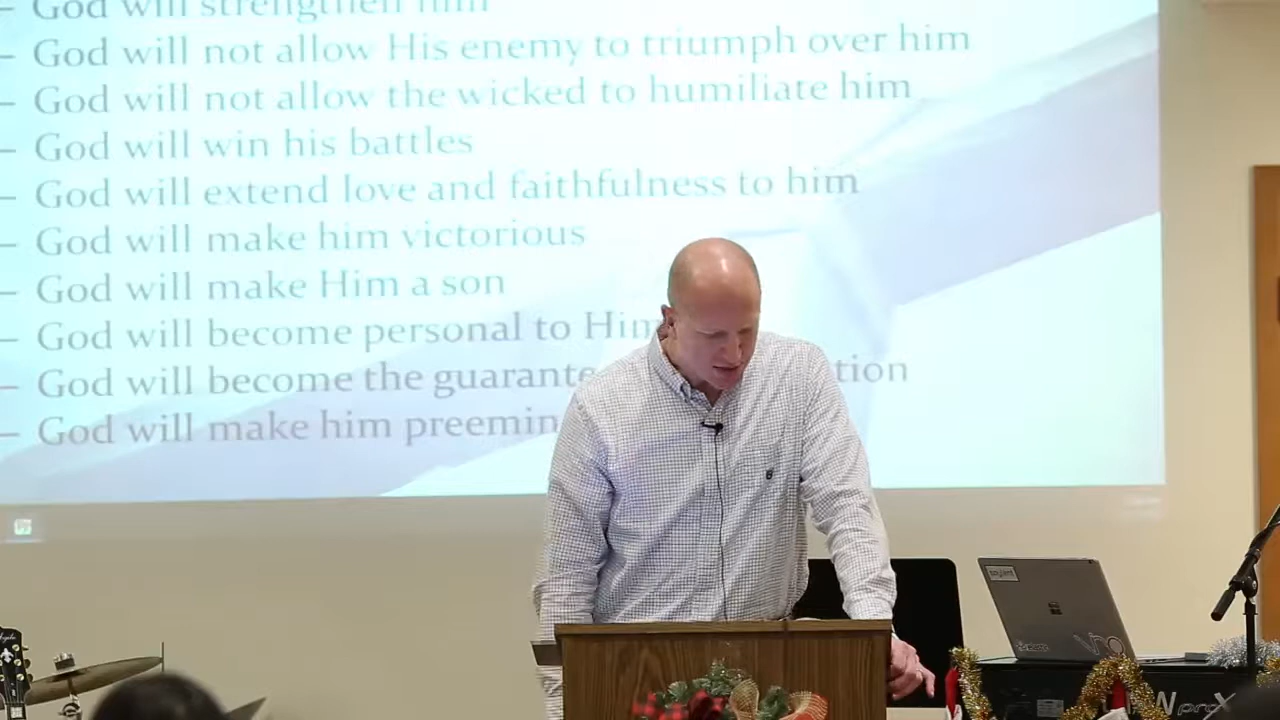 – God will strengthen him
– God will not allow His enemy to triumph over him
– God will not allow the wicked to humiliate him
– God will win his battles
– God will extend love and faithfulness to him
– God will make him victorious
– God will make Him a son
– God will become personal to Him
– God will become the guarante tion
– God will make him preemin